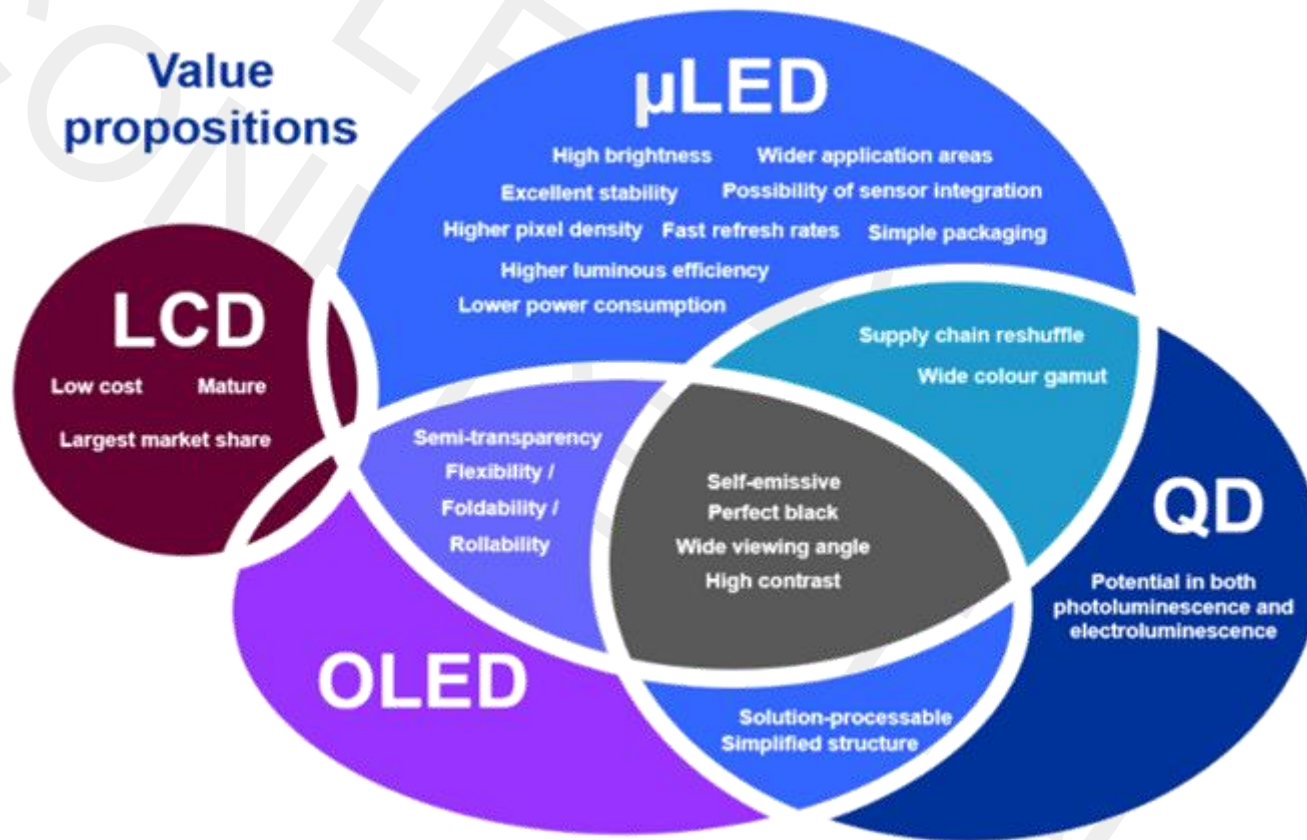 Value
propositions
µLED
High brightness
Wider application areas
Excellent stability
Possibility of sensor integration
Higher pixel density
Fast refresh rates
Simple packaging
Higher luminous efficiency
Lower power consumption
LCD
Low cost
Mature
Largest market share
Supply chain reshuffle
Wide colour gamut
Semi-transparency
Flexibility /
Foldability /
Rollability
Self-emissive
Perfect black
Wide viewing angle
High contrast
QD
Potential in both
photoluminescence and
electroluminescence
OLED
Solution-processable
Simplified structure